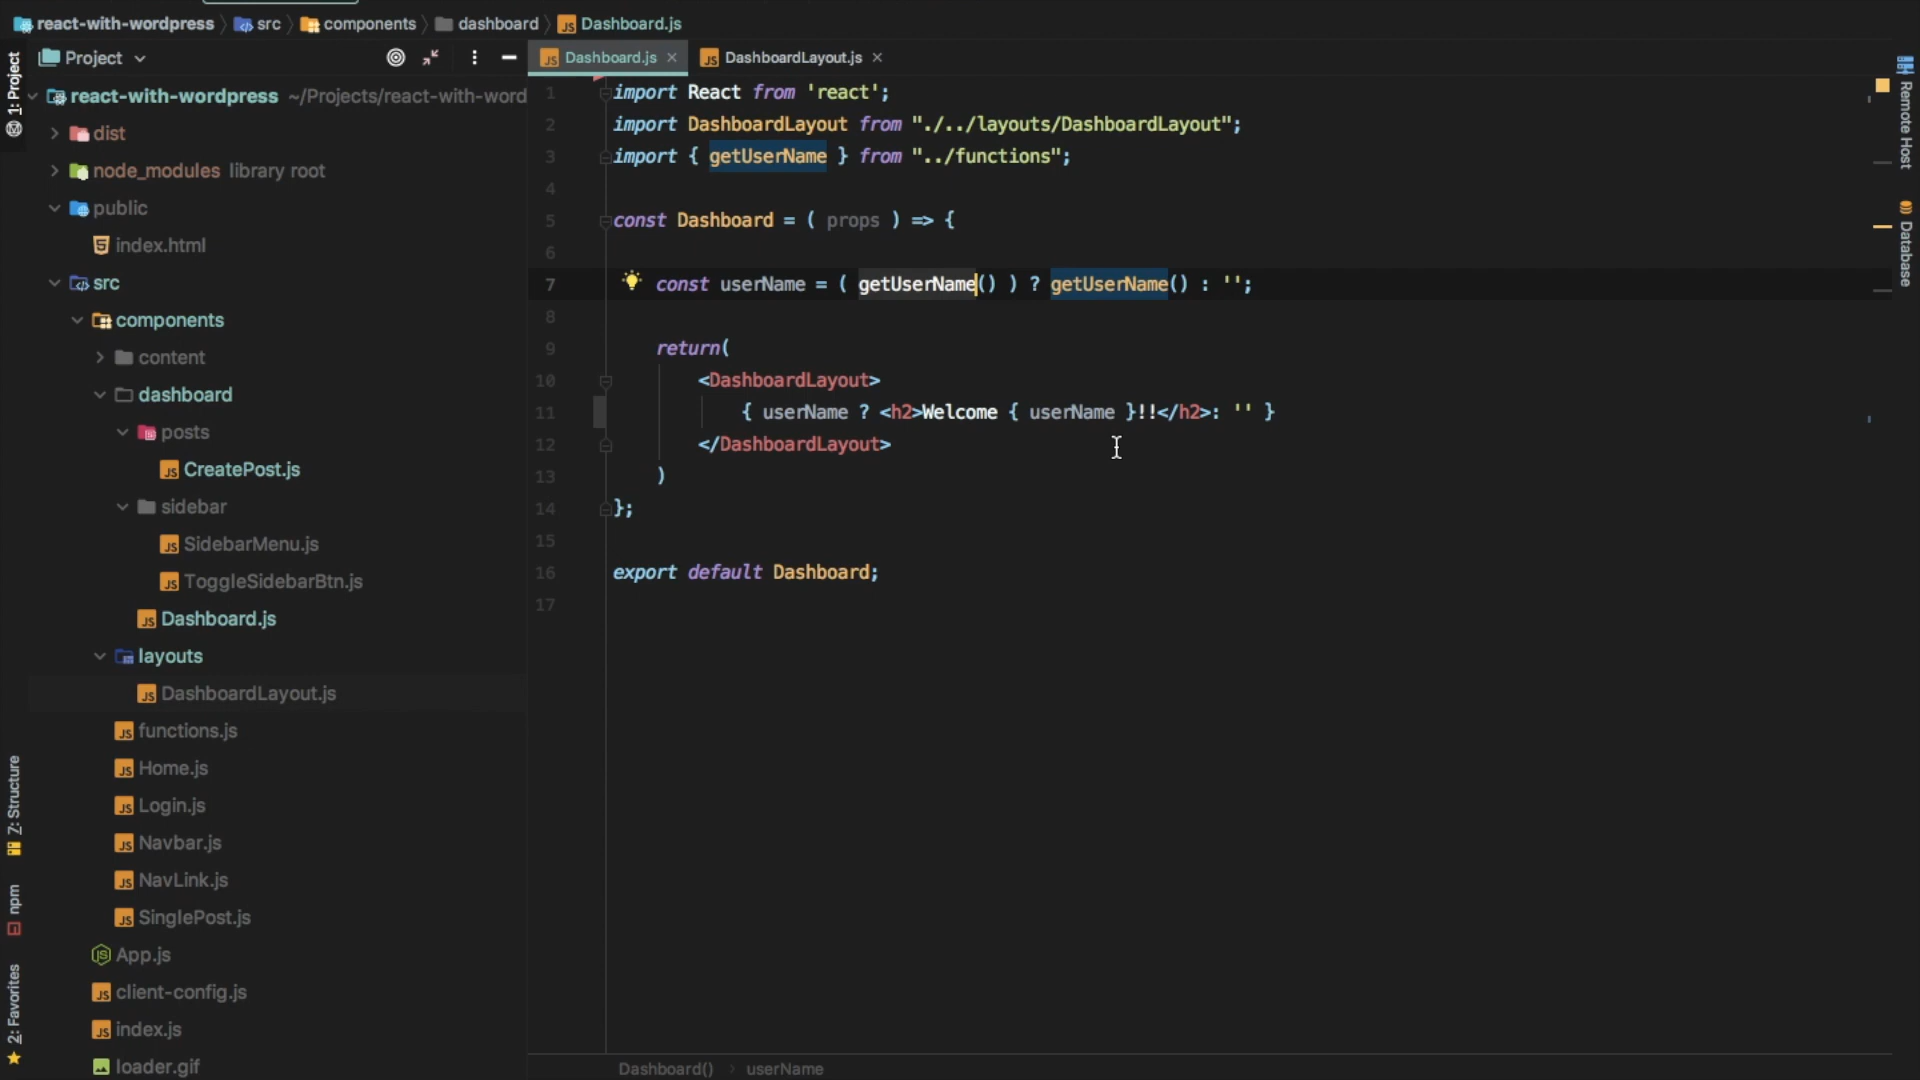 react-with-wordpress src components dashboard Dashboard.js
Project
Dashboard.js
DashboardLayout.js
1: Project
react-with-wordpress ~/Projects/react-with-word
dist
node_modules library root
public
index.html
src
components
content
dashboard
posts
CreatePost.js
sidebar
SidebarMenu.js
ToggleSidebarBtn.js
Dashboard.js
layouts
DashboardLayout.js
functions.js
Home.js
Login.js
Navbar.js
NavLink.js
SinglePost.js
App.js
client-config.js
index.js
loader.gif
Z: Structure
npm
2: Favorites
1 import React from 'react';
2 import DashboardLayout from "./../layouts/DashboardLayout";
3 import { getUserName } from "../functions";
4
5 const Dashboard = ( props ) => {
6
7 const userName = ( getUserName() ) ? getUserName() : '';
8
9 return(
10 <DashboardLayout>
11 { userName ? <h2>Welcome { userName }!!</h2>: '' }
12 </DashboardLayout>
13 )
14 };
15
16 export default Dashboard;
17
Dashboard() userName
Remote Host
Database